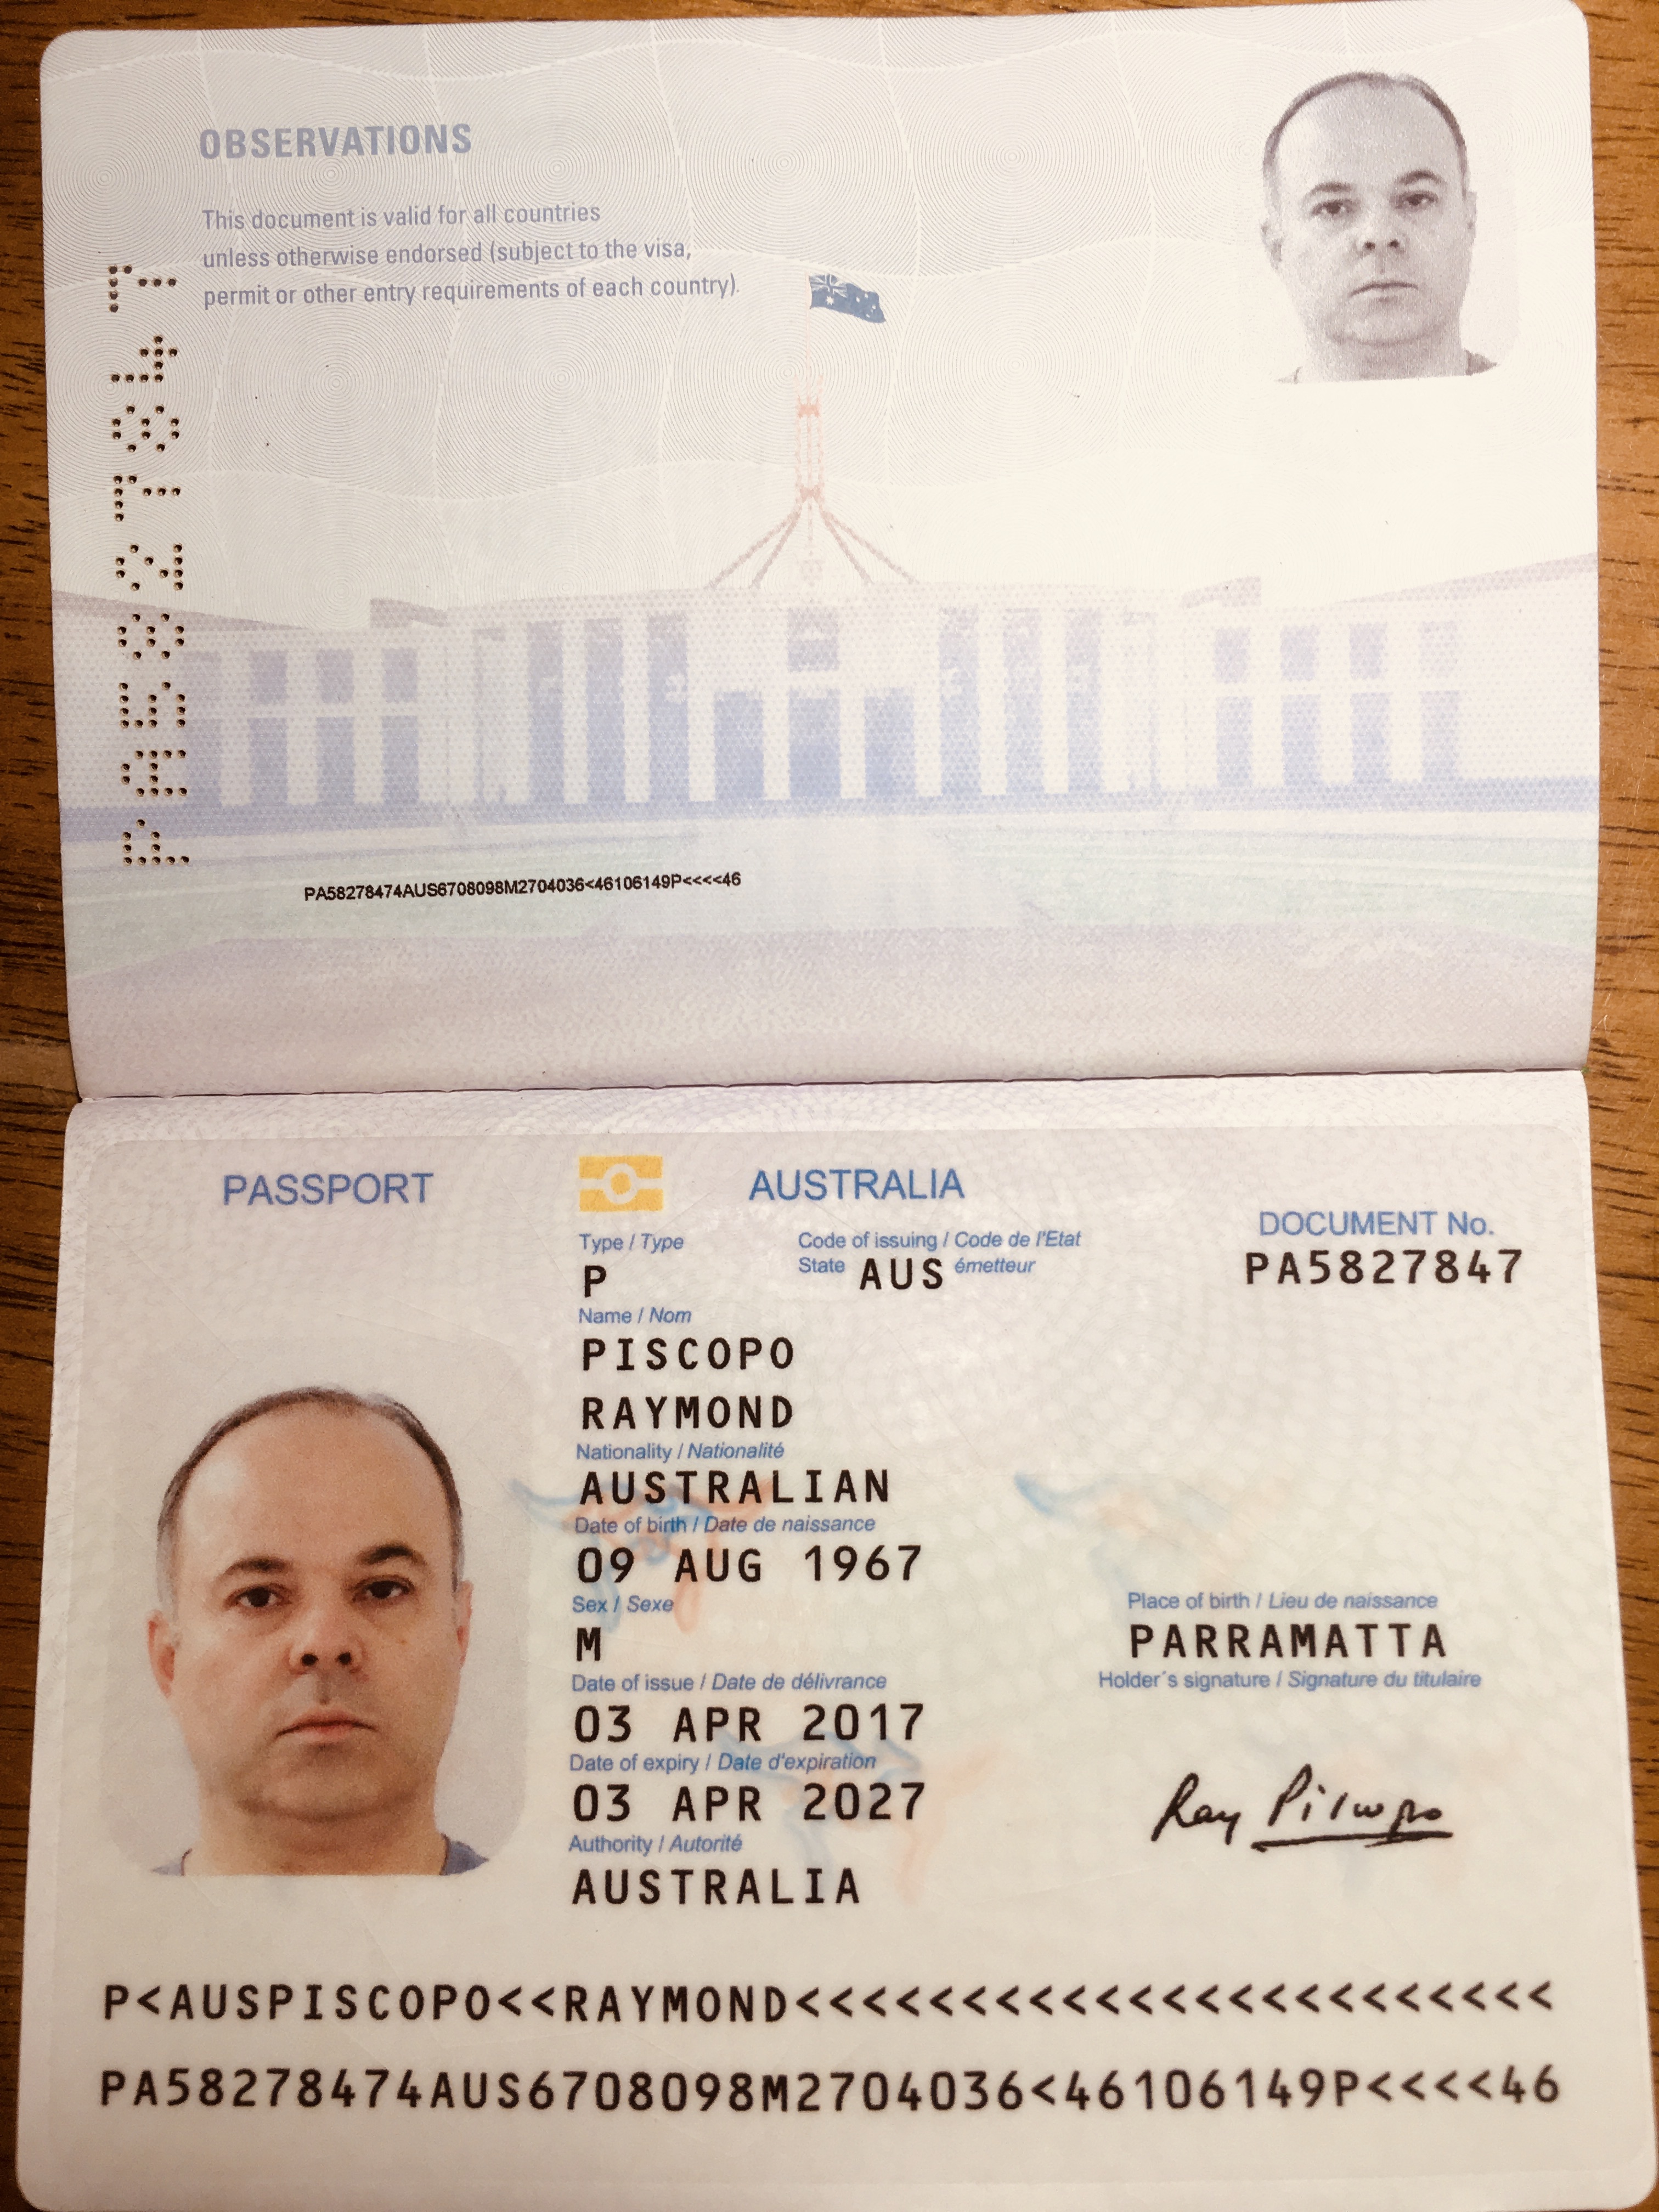 OBSERVATIONS
This document is valid for all countries
unless otherwise endorsed (subject to the visa,
permit or other entry requirements of each country).
PA5827847
PA58278474AUS6708098M2704036<46106149P<<<<46
PASSPORT
AUSTRALIA
Type / Type
Code of issuing / Code de l'Etat
State AUS émetteur
DOCUMENT No.
P
PA5827847
Name / Nom
PISCOPO
RAYMOND
Nationality / Nationalité
AUSTRALIAN
Date of birth / Date de naissance
09 AUG 1967
Sex / Sexe
M
Place of birth / Lieu de naissance
PARRAMATTA
Date of issue / Date de délivrance
03 APR 2017
Holder's signature / Signature du titulaire
Date of expiry / Date d'expiration
03 APR 2027
Ray Piscopo
Authority / Autorité
AUSTRALIA
P<AUSPISCOPO<<RAYMOND<<<<<<<<<<<<<<<<<<<<<<<
PA58278474AUS6708098M2704036<46106149P<<<<46